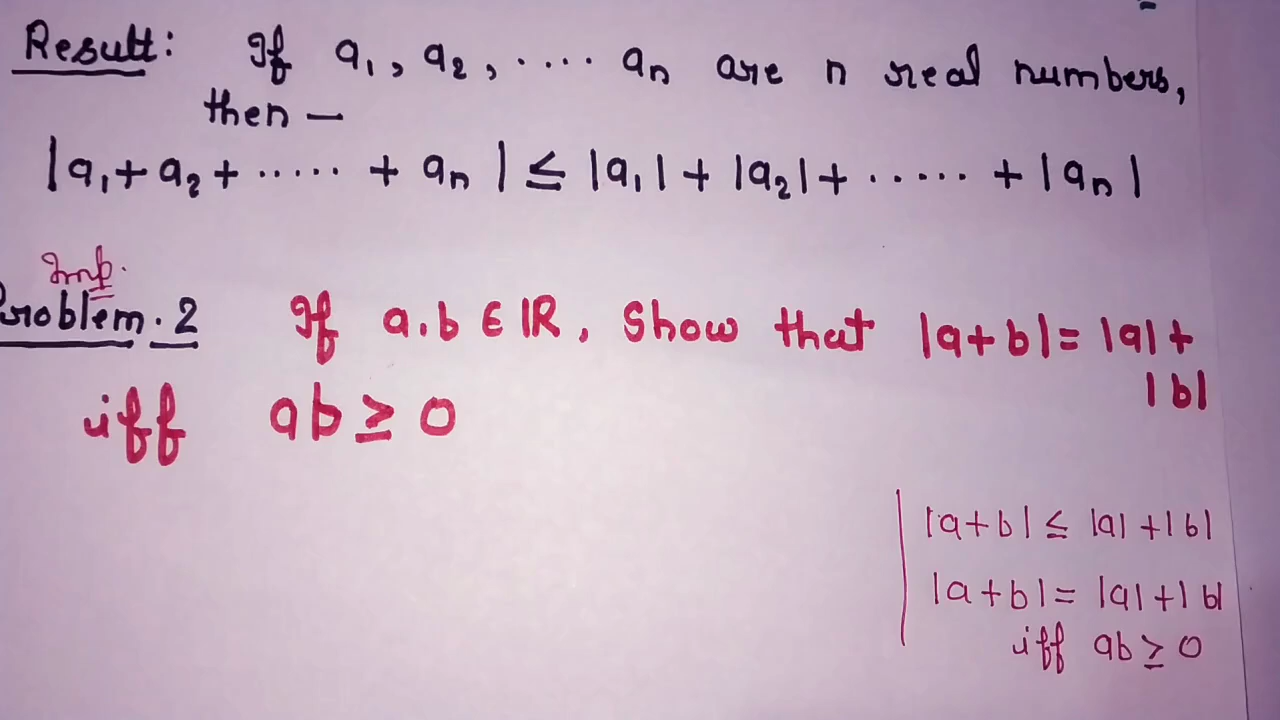 Result: If a₁, a₂, .... aₙ are n real numbers,
then —
|a₁ + a₂ + ..... + aₙ| ≤ |a₁| + |a₂| + ..... + |aₙ|
Imp.
Problem. 2 If a.b ∈ IR, Show that |a+b| = |a| +
|b|
iff ab ≥ 0
|a+b| ≤ |a| + |b|
|a+b| = |a| + |b|
iff ab ≥ 0